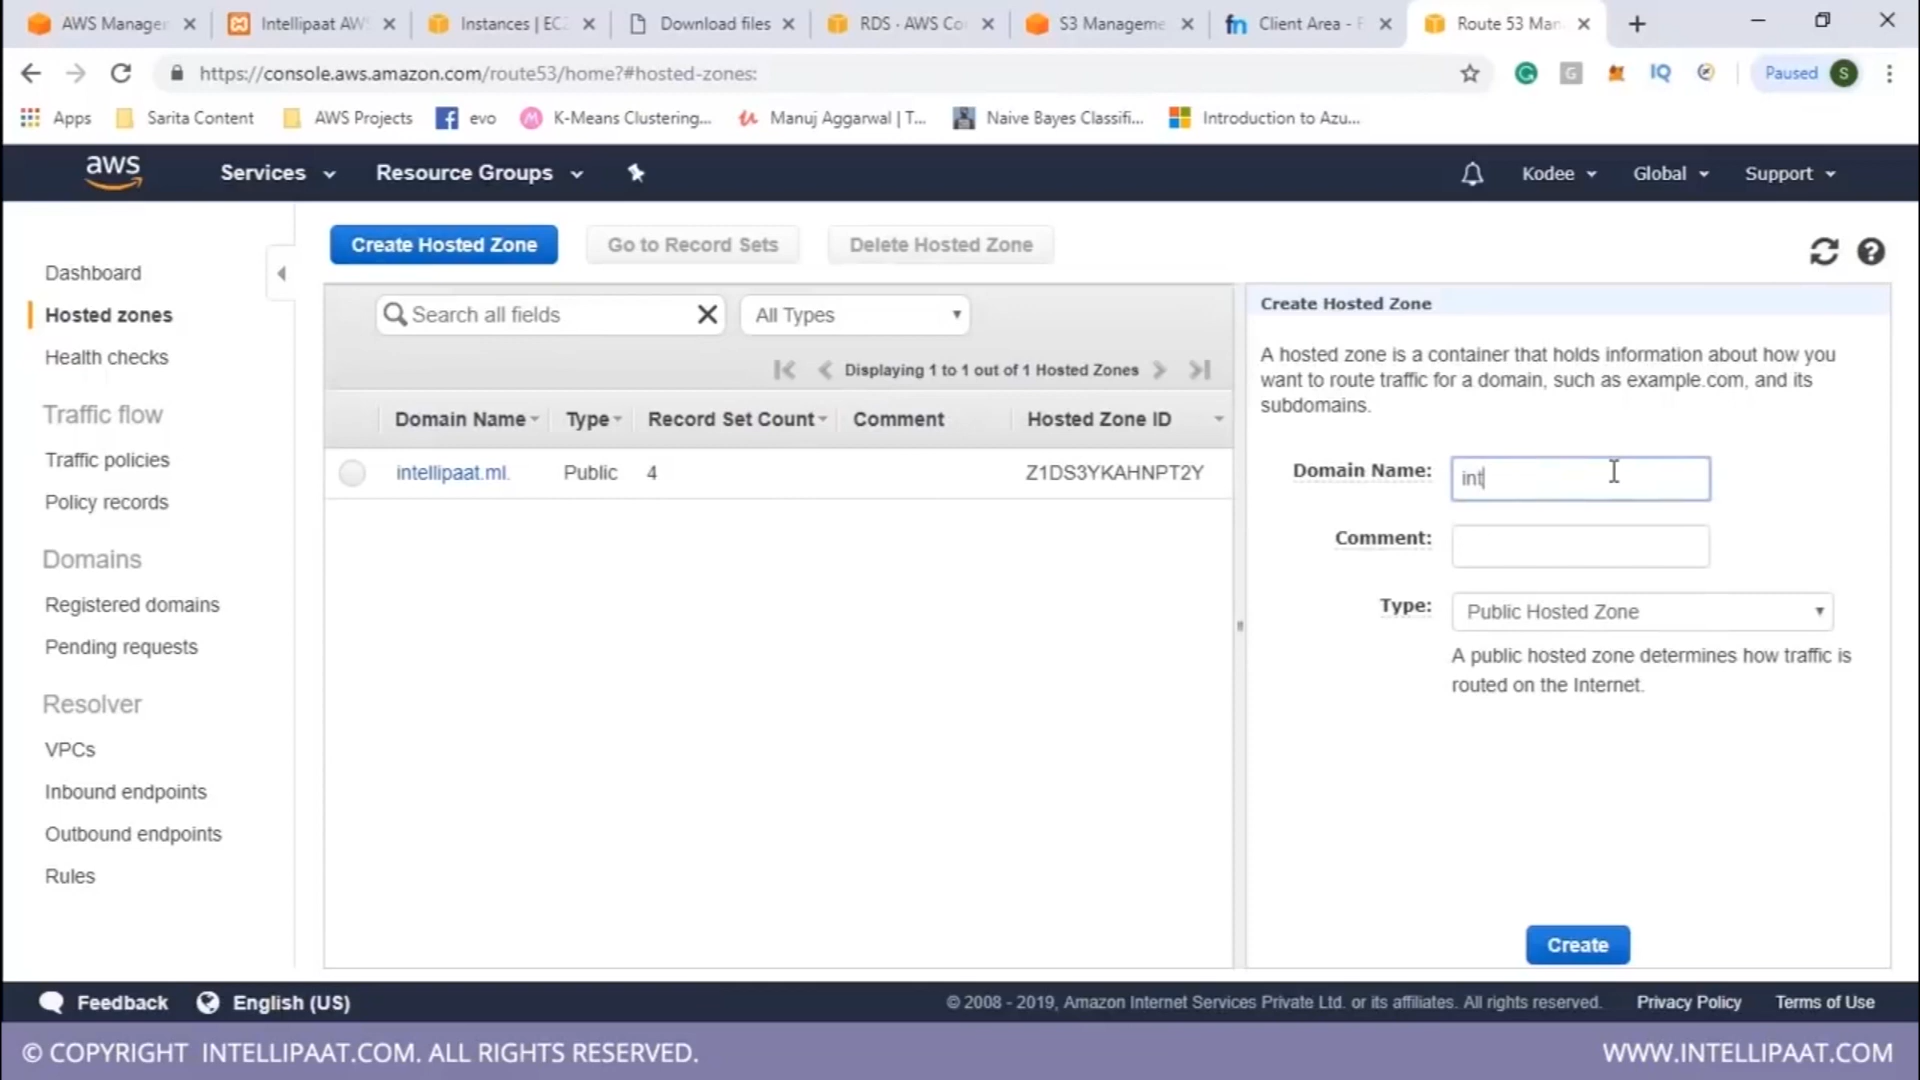 AWS Manager
Intellipaat AWS
Instances | EC2
Download files
RDS - AWS Co
S3 Manageme
Client Area - F
Route 53 Man
https://console.aws.amazon.com/route53/home?#hosted-zones:
Paused S
Apps
Sarita Content
AWS Projects
evo
K-Means Clustering...
Manuj Aggarwal | T...
Naive Bayes Classifi...
Introduction to Azu...
aws
Services
Resource Groups
Kodee
Global
Support
Dashboard
Hosted zones
Health checks
Traffic flow
Traffic policies
Policy records
Domains
Registered domains
Pending requests
Resolver
VPCs
Inbound endpoints
Outbound endpoints
Rules
Create Hosted Zone
Go to Record Sets
Delete Hosted Zone
Search all fields
All Types
Displaying 1 to 1 out of 1 Hosted Zones
Domain Name Type Record Set Count Comment Hosted Zone ID
intellipaat.ml. Public 4 Z1DS3YKAHNPT2Y
Create Hosted Zone
A hosted zone is a container that holds information about how you
want to route traffic for a domain, such as example.com, and its
subdomains.
Domain Name: int
Comment:
Type: Public Hosted Zone
A public hosted zone determines how traffic is
routed on the Internet.
Create
Feedback
English (US)
© 2008 - 2019, Amazon Internet Services Private Ltd. or its affiliates. All rights reserved.
Privacy Policy
Terms of Use
© COPYRIGHT INTELLIPAAT.COM. ALL RIGHTS RESERVED.
WWW.INTELLIPAAT.COM